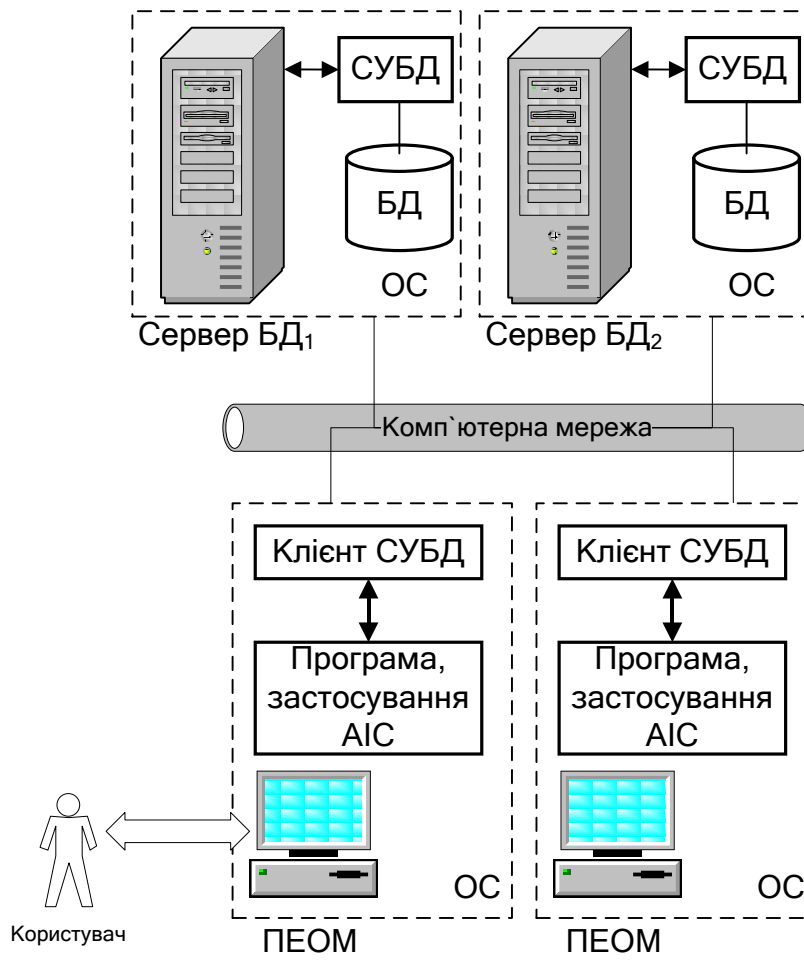 СУБД
БД
ОС
Сервер БД₁
СУБД
БД
ОС
Сервер БД₂
Комп`ютерна мережа
Клієнт СУБД
Програма,
застосування
АІС
ОС
ПЕОМ
Клієнт СУБД
Програма,
застосування
АІС
ОС
ПЕОМ
Користувач